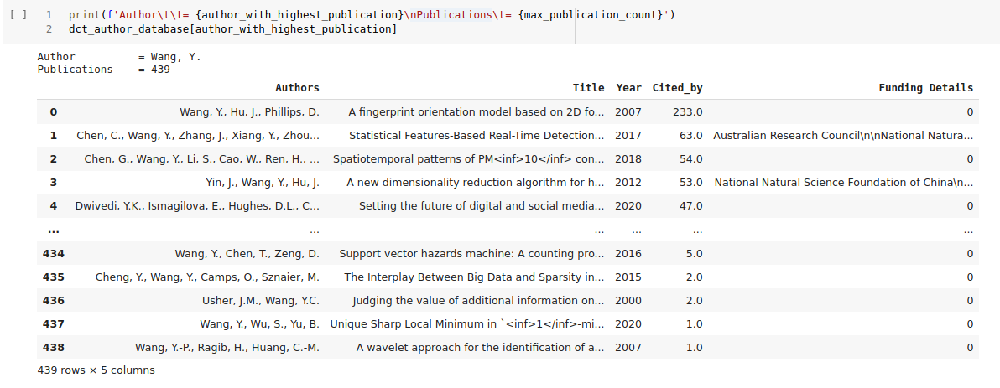 [ ] 1 print(f'Author\t\t= {author_with_highest_publication}\nPublications\t= {max_publication_count}')
2 dct_author_database[author_with_highest_publication]
Author = Wang, Y.
Publications = 439
Authors Title Year Cited_by Funding Details
0 Wang, Y., Hu, J., Phillips, D. A fingerprint orientation model based on 2D fo... 2007 233.0 0
1 Chen, C., Wang, Y., Zhang, J., Xiang, Y., Zhou... Statistical Features-Based Real-Time Detection... 2017 63.0 Australian Research Council\n\nNational Natura...
2 Chen, G., Wang, Y., Li, S., Cao, W., Ren, H., ... Spatiotemporal patterns of PM<inf>10</inf> con... 2018 54.0 0
3 Yin, J., Wang, Y., Hu, J. A new dimensionality reduction algorithm for h... 2012 53.0 National Natural Science Foundation of China\n...
4 Dwivedi, Y.K., Ismagilova, E., Hughes, D.L., C... Setting the future of digital and social media... 2020 47.0 0
... ... ... ... ... ...
434 Wang, Y., Chen, T., Zeng, D. Support vector hazards machine: A counting pro... 2016 5.0 0
435 Cheng, Y., Wang, Y., Camps, O., Sznaier, M. The Interplay Between Big Data and Sparsity in... 2015 2.0 0
436 Usher, J.M., Wang, Y.C. Judging the value of additional information on... 2000 2.0 0
437 Wang, Y., Wu, S., Yu, B. Unique Sharp Local Minimum in `<inf>1</inf>-mi... 2020 1.0 0
438 Wang, Y.-P., Ragib, H., Huang, C.-M. A wavelet approach for the identification of a... 2007 1.0 0
439 rows × 5 columns